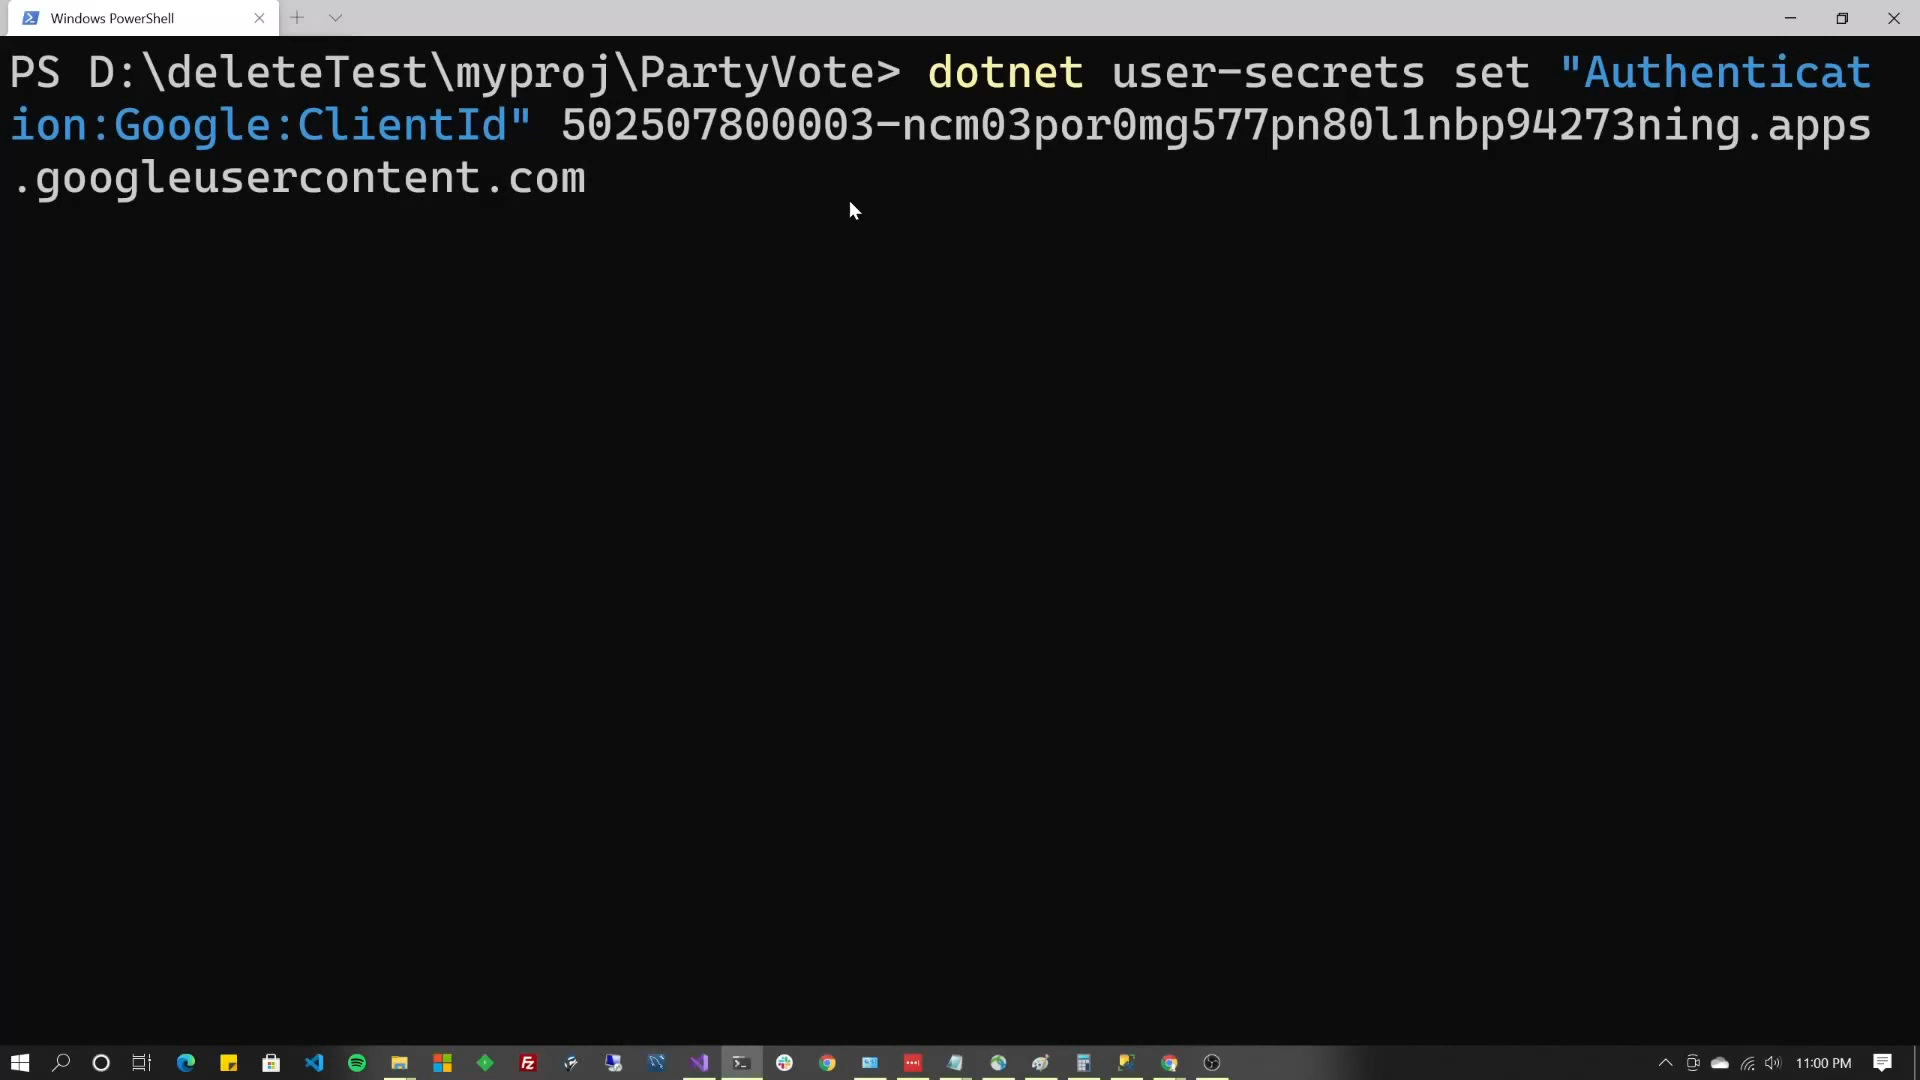 Windows PowerShell
PS D:\deleteTest\myproj\PartyVote> dotnet user-secrets set "Authenticat
ion:Google:ClientId" 502507800003-ncm03por0mg577pn80l1nbp94273ning.apps
.googleusercontent.com
11:00 PM